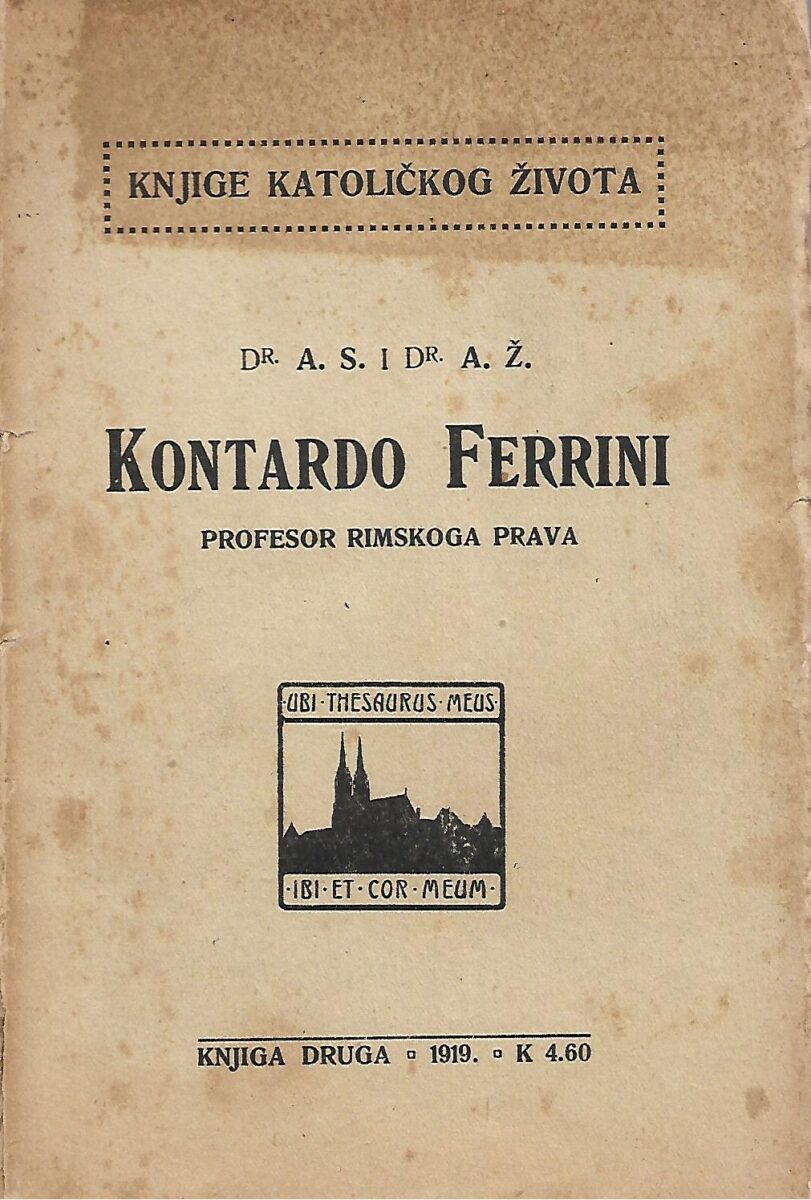 KNJIGE KATOLIČKOG ŽIVOTA
DR. A. S. I DR. A. Ž.
KONTARDO FERRINI
PROFESOR RIMSKOGA PRAVA
·UBI·THESAURUS·MEUS·
·IBI·ET·COR·MEUM·
KNJIGA DRUGA ▫ 1919. ▫ K 4.60